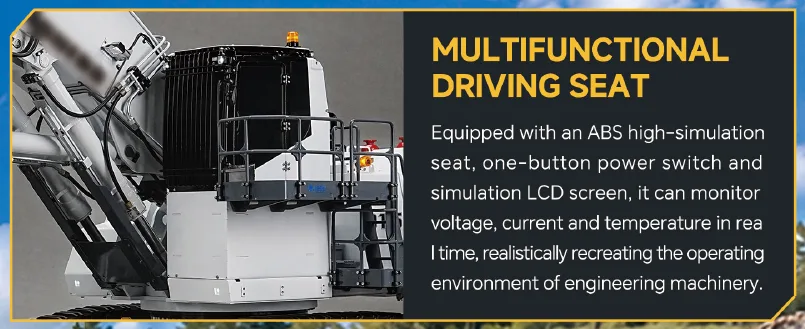 MULTIFUNCTIONAL
DRIVING SEAT
Equipped with an ABS high-simulation
seat, one-button power switch and
simulation LCD screen, it can monitor
voltage, current and temperature in rea
l time, realistically recreating the operating
environment of engineering machinery.